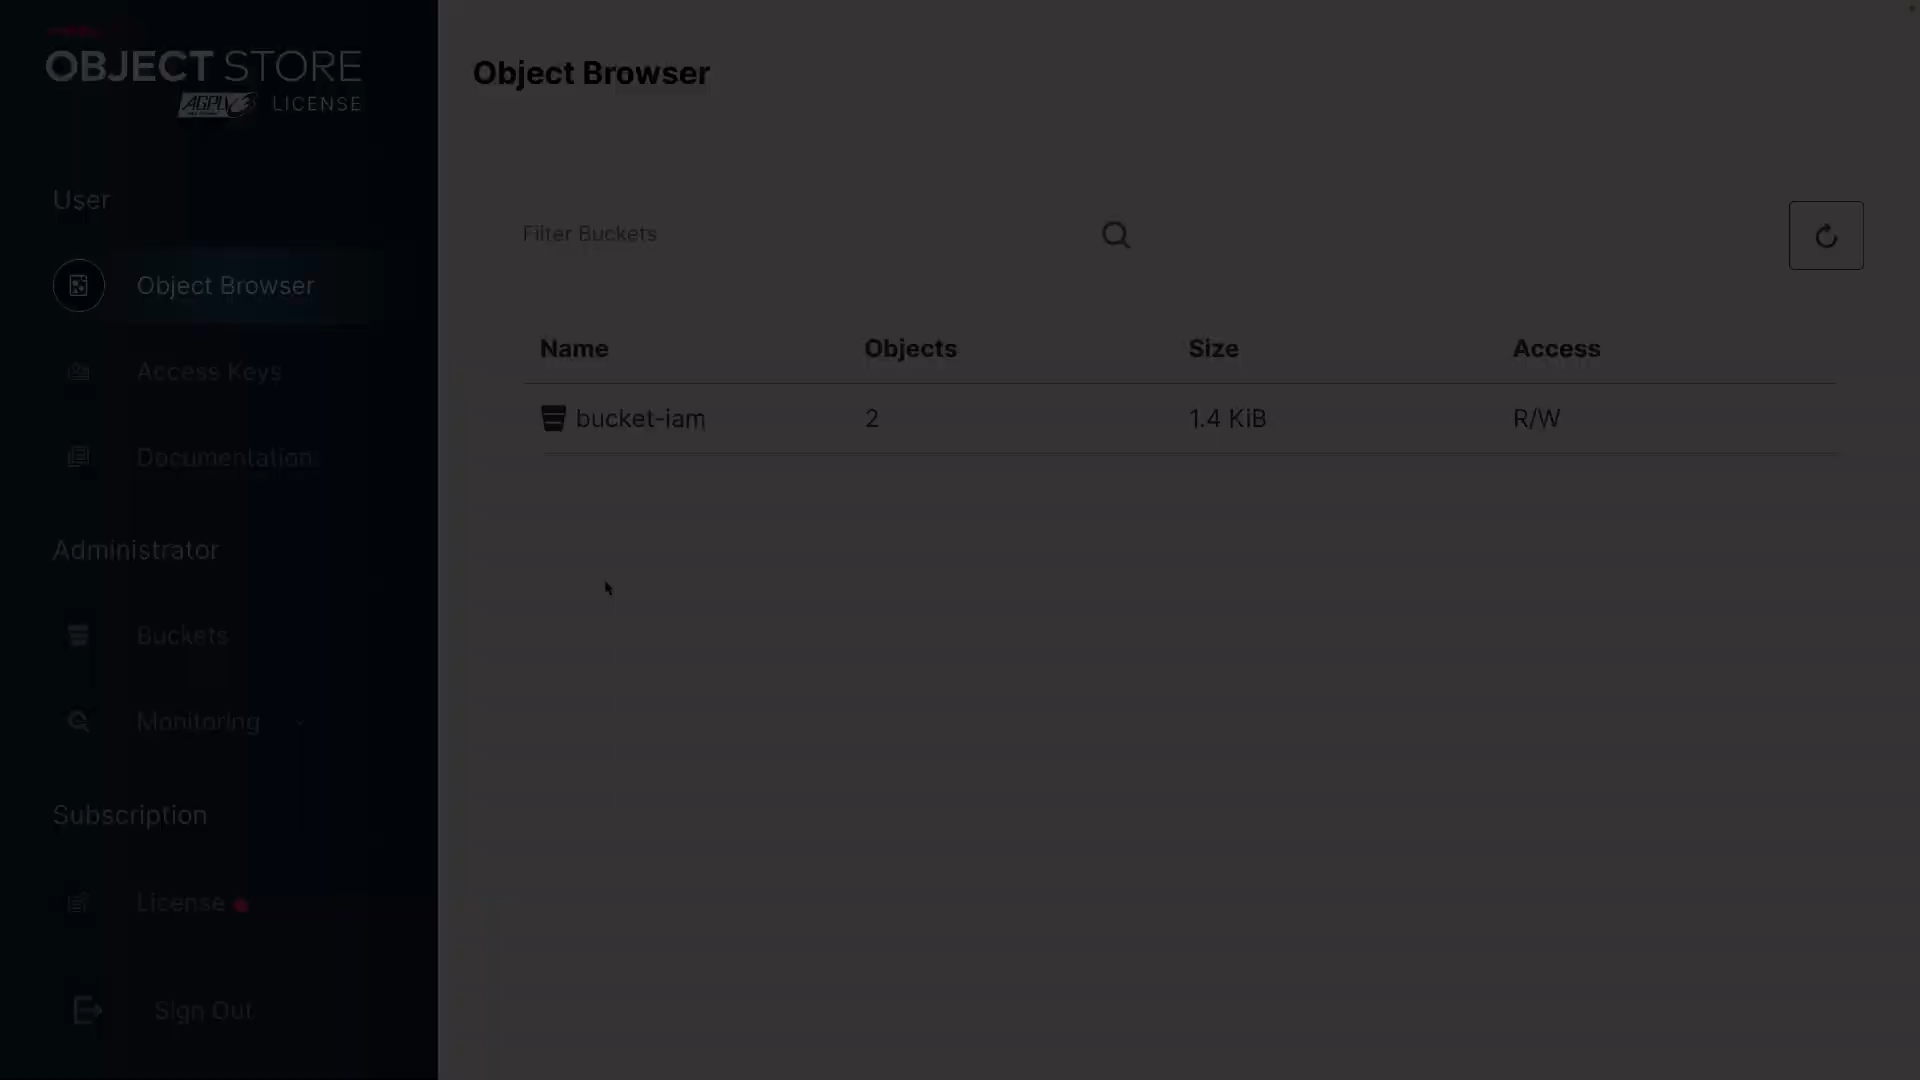 OBJECT STORE
AGPLv3 LICENSE
User
Object Browser
Access Keys
Documentation
Administrator
Buckets
Monitoring
Subscription
License
Sign Out
Object Browser
Filter Buckets
Name Objects Size Access
bucket-iam 2 1.4 KiB R/W